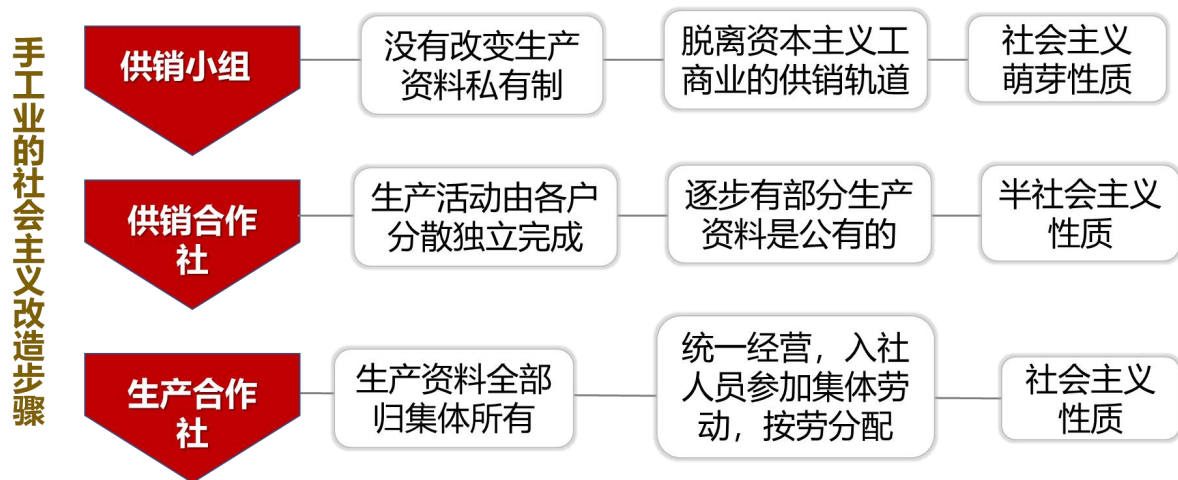 手工业的社会主义改造步骤
供销小组
没有改变生产
资料私有制
脱离资本主义工
商业的供销轨道
社会主义
萌芽性质
供销合作
社
生产活动由各户
分散独立完成
逐步有部分生产
资料是公有的
半社会主义
性质
生产合作
社
生产资料全部
归集体所有
统一经营，入社
人员参加集体劳
动，按劳分配
社会主义
性质